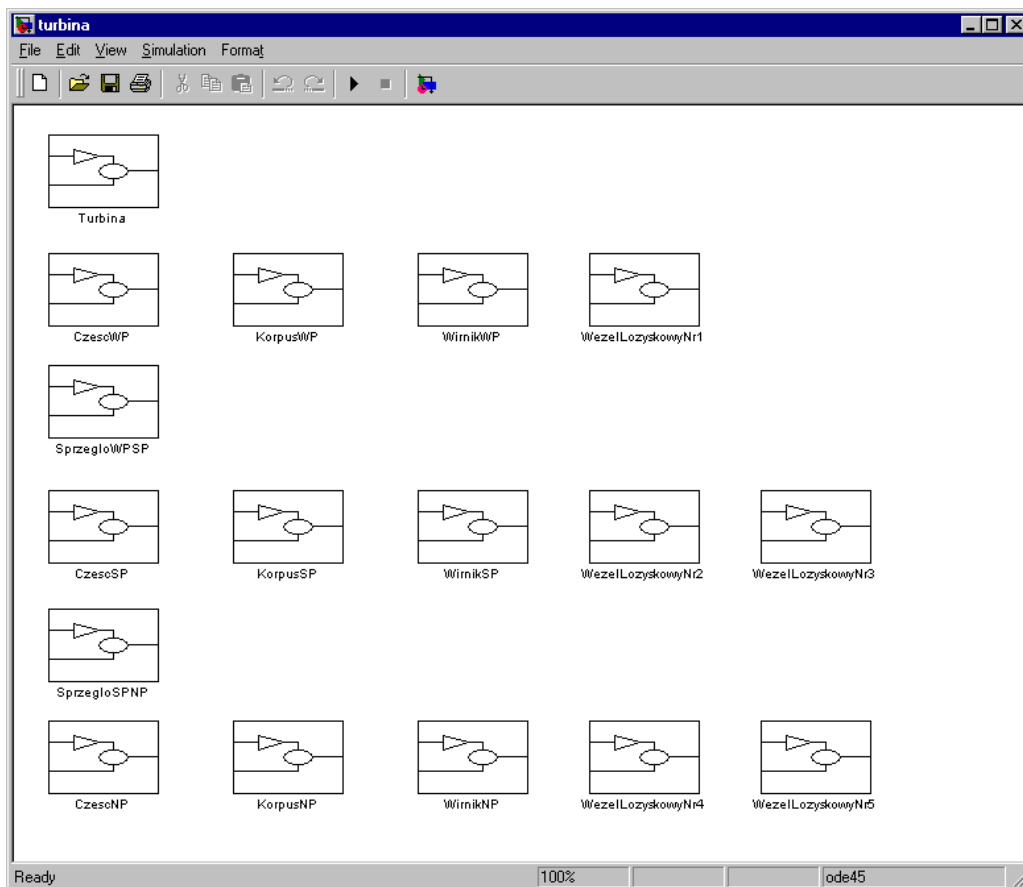 turbina
File Edit View Simulation Format
Turbina
CzescWP KorpusWP WirnikWP WezelLozyskowyNr1
SprzegloWPSP
CzescSP KorpusSP WirnikSP WezelLozyskowyNr2 WezelLozyskowyNr3
SprzegloSPNP
CzescNP KorpusNP WirnikNP WezelLozyskowyNr4 WezelLozyskowyNr5
Ready 100% ode45